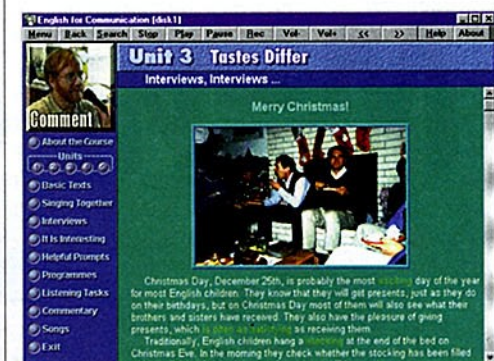 English for Communication [disk1]
Menu Back Search Stop Play Pause Rec Vol- Vol+ << >> Help About
Unit 3 Tastes Differ
Interviews, Interviews ...
Comment
About the Course
Units
Basic Texts
Singing Together
Interviews
It Is Interesting
Helpful Prompts
Programmes
Listening Tasks
Commentary
Songs
Exit
Merry Christmas!
Christmas Day, December 25th, is probably the most exciting day of the year
for most English children. They know that they will get presents, just as they do
on their birthdays, but on Christmas Day most of them will also see what their
brothers and sisters have received. They also have the pleasure of giving
presents, which is often as satisfying as receiving them.
Traditionally, English children hang a stocking at the end of the bed on
Christmas Eve. In the morning they check whether the stocking has been filled